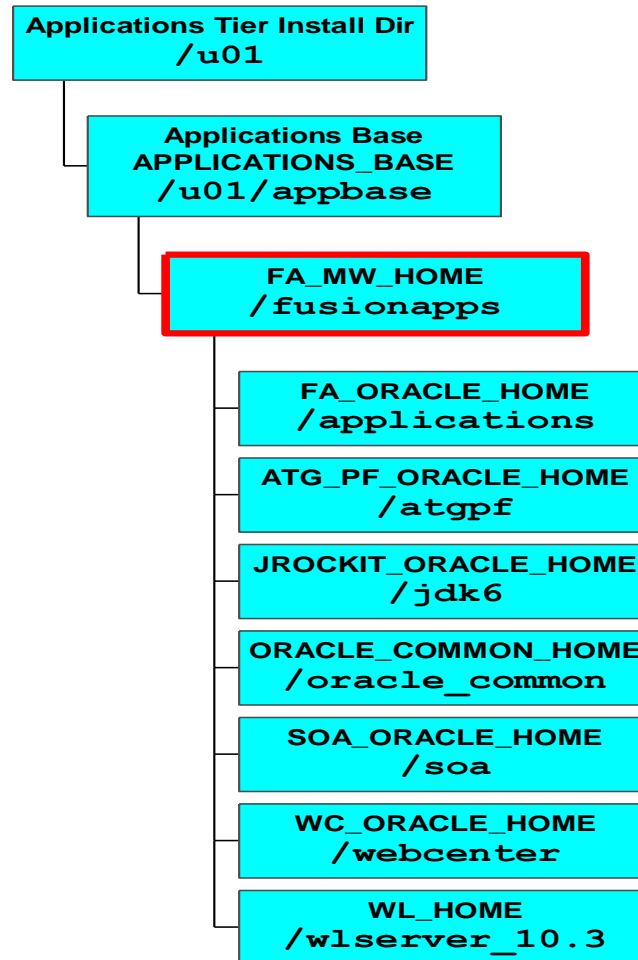 Applications Tier Install Dir
/u01
Applications Base
APPLICATIONS_BASE
/u01/appbase
FA_MW_HOME
/fusionapps
FA_ORACLE_HOME
/applications
ATG_PF_ORACLE_HOME
/atgpf
JROCKIT_ORACLE_HOME
/jdk6
ORACLE_COMMON_HOME
/oracle_common
SOA_ORACLE_HOME
/soa
WC_ORACLE_HOME
/webcenter
WL_HOME
/wlserver_10.3